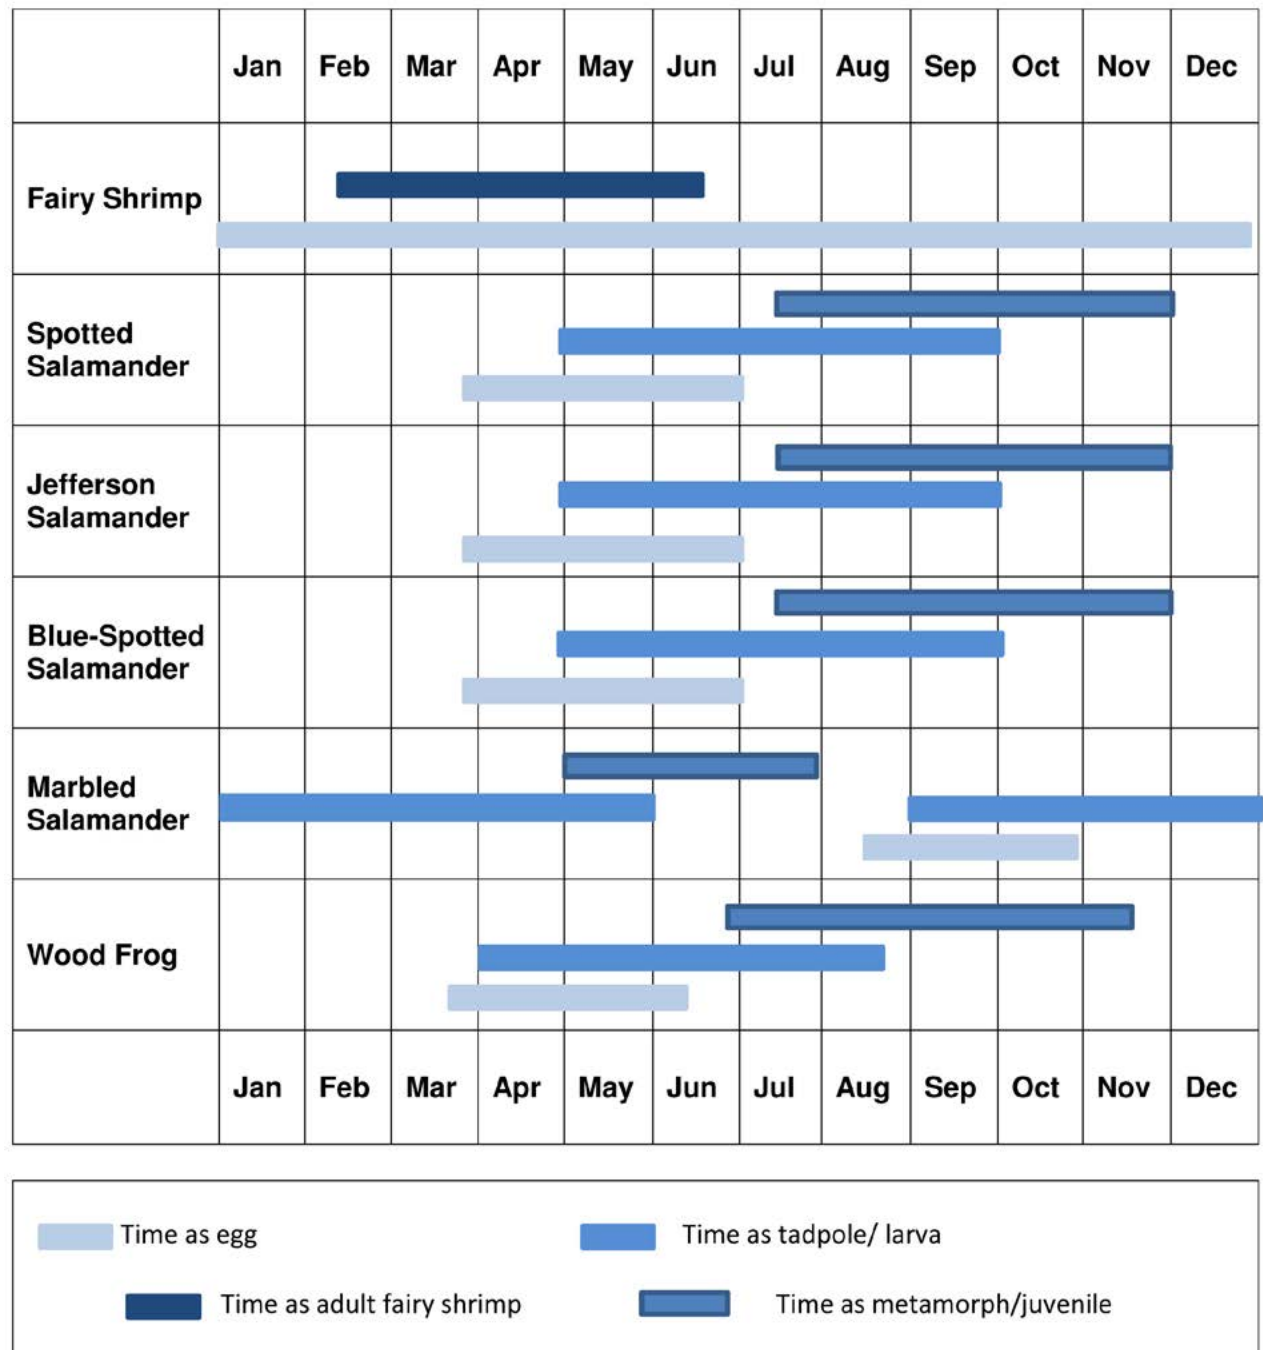 Jan Feb Mar Apr May Jun Jul Aug Sep Oct Nov Dec
Fairy Shrimp
Spotted
Salamander
Jefferson
Salamander
Blue-Spotted
Salamander
Marbled
Salamander
Wood Frog
Jan Feb Mar Apr May Jun Jul Aug Sep Oct Nov Dec
Time as egg Time as tadpole/ larva
Time as adult fairy shrimp Time as metamorph/juvenile